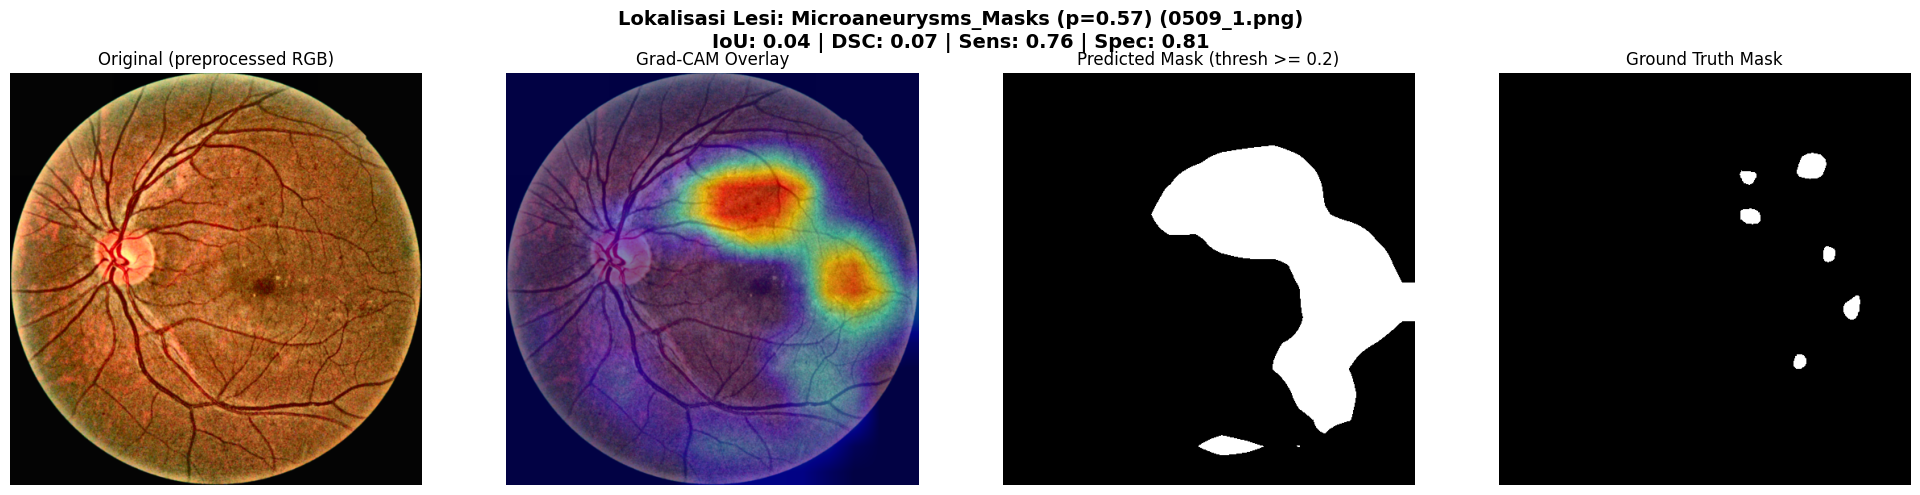 Lokalisasi Lesi: Microaneurysms_Masks (p=0.57) (0509_1.png)
IoU: 0.04 | DSC: 0.07 | Sens: 0.76 | Spec: 0.81
Original (preprocessed RGB)
Grad-CAM Overlay
Predicted Mask (thresh >= 0.2)
Ground Truth Mask